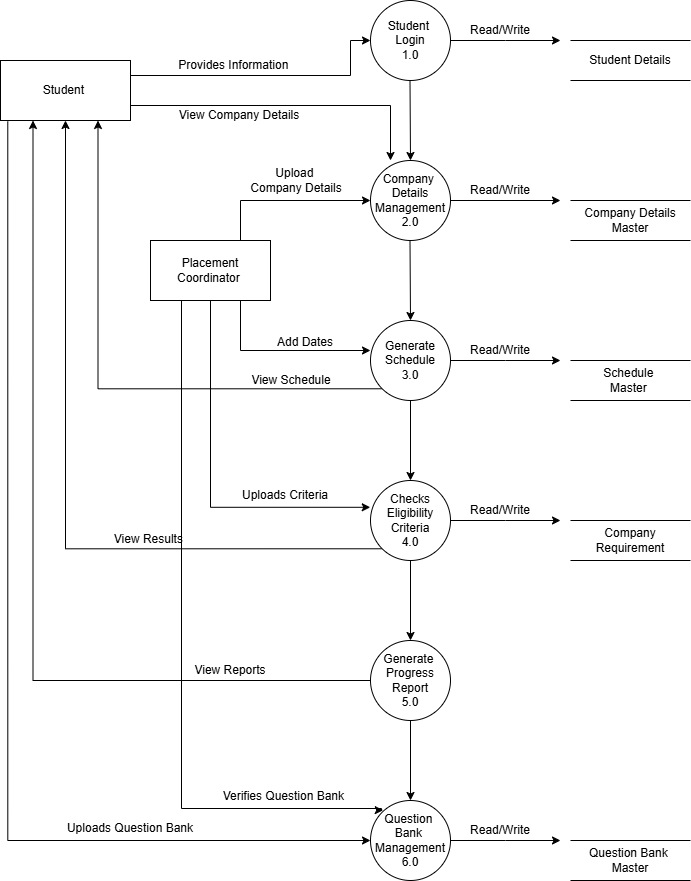 Student
Login
1.0
Read/Write
Student Details
Provides Information
Student
View Company Details
Upload
Company Details
Company
Details
Management
2.0
Read/Write
Company Details
Master
Placement
Coordinator
Add Dates
Generate
Schedule
3.0
Read/Write
Schedule
Master
View Schedule
Uploads Criteria
Checks
Eligibility
Criteria
4.0
Read/Write
Company
Requirement
View Results
Generate
Progress
Report
5.0
View Reports
Verifies Question Bank
Uploads Question Bank
Question
Bank
Management
6.0
Read/Write
Question Bank
Master